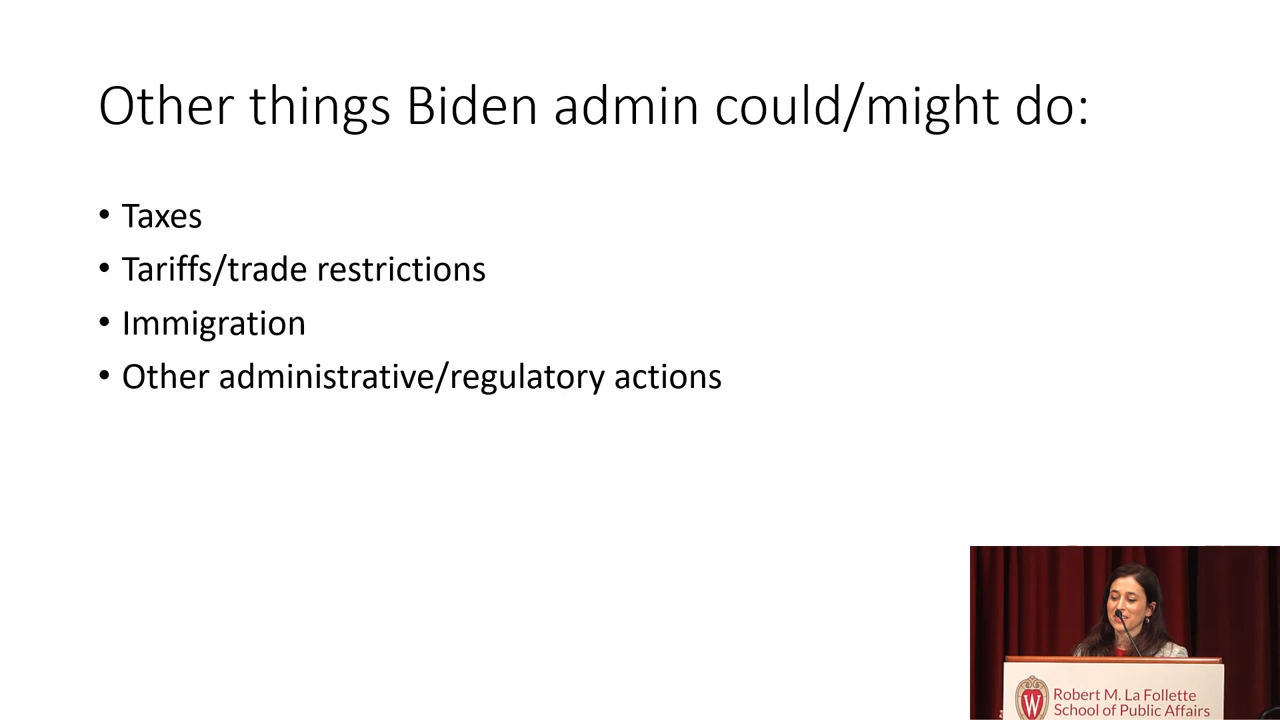 Other things Biden admin could/might do:
• Taxes
• Tariffs/trade restrictions
• Immigration
• Other administrative/regulatory actions
W
Robert M. La Follette
School of Public Affairs